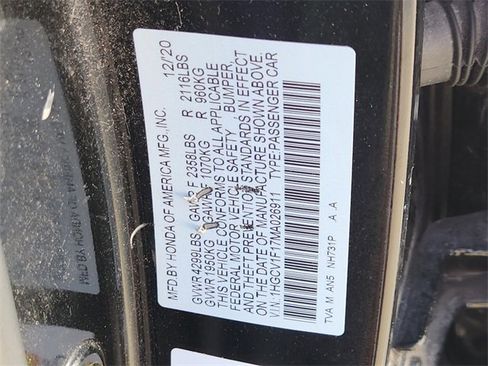 MFD.BY HONDA OF AMERICA MFG.,INC. 12/'20
GVWR 4299LBS GAWR F 2358LBS R 2116LBS
GVWR 1950KG GAWR F 1070KG R 960KG
THIS VEHICLE CONFORMS TO ALL APPLICABLE
FEDERAL MOTOR VEHICLE SAFETY, BUMPER,
AND THEFT PREVENTION STANDARDS IN EFFECT
ON THE DATE OF MANUFACTURE SHOWN ABOVE.
V.I.N.:1HGCV1F17MA026911 TYPE:PASSENGER CAR
TVA M AN5 NH731P A A